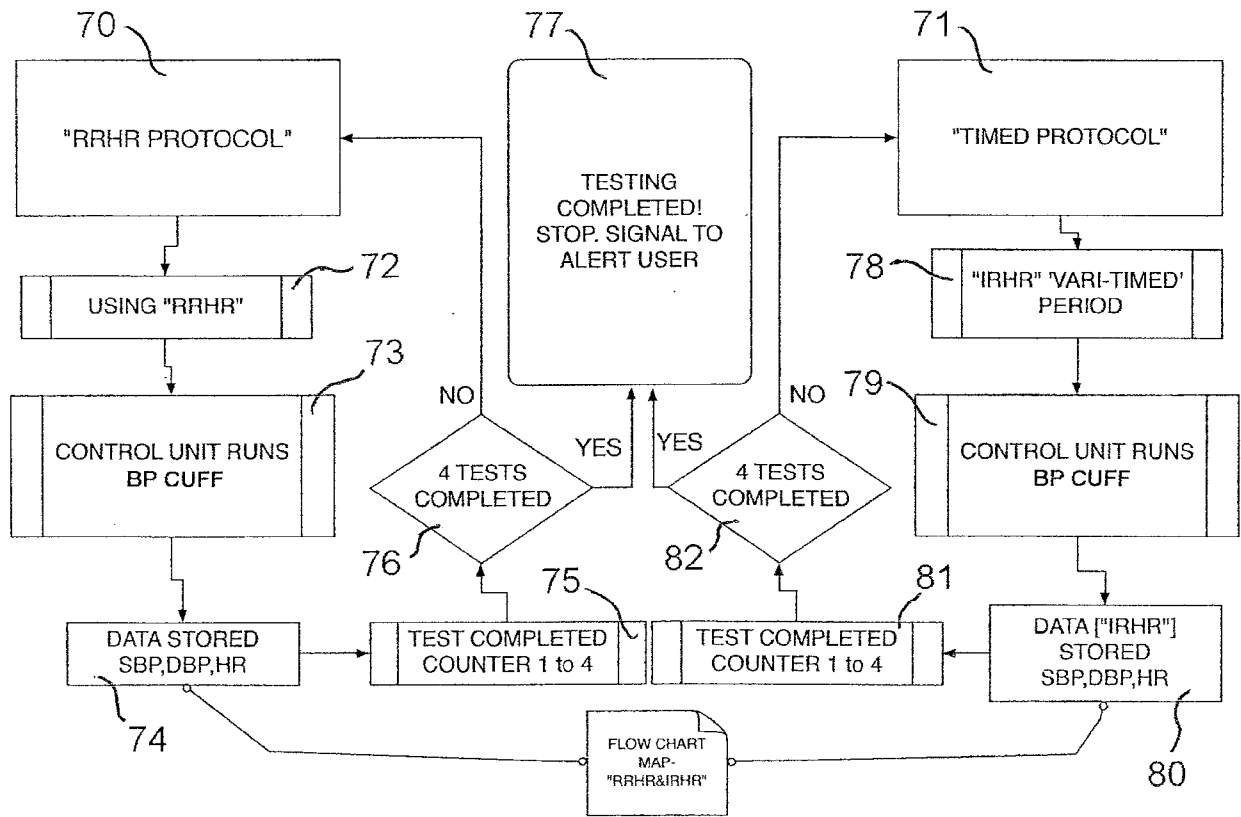 70
77
71
"RRHR PROTOCOL"
TESTING
COMPLETED!
STOP. SIGNAL TO
ALERT USER
"TIMED PROTOCOL"
72
USING "RRHR"
78
"IRHR" 'VARI-TIMED'
PERIOD
73
CONTROL UNIT RUNS
BP CUFF
NO
YES
4 TESTS
COMPLETED
76
YES
NO
4 TESTS
COMPLETED
82
79
CONTROL UNIT RUNS
BP CUFF
DATA STORED
SBP,DBP,HR
74
75
TEST COMPLETED
COUNTER 1 to 4
81
TEST COMPLETED
COUNTER 1 to 4
DATA ["IRHR"]
STORED
SBP,DBP,HR
80
FLOW CHART
MAP-
"RRHR&IRHR"